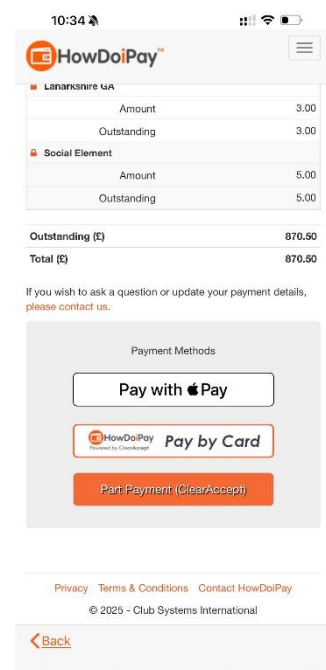 10:34
HowDoiPay™
Lanarkshire GA
Amount 3.00
Outstanding 3.00
Social Element
Amount 5.00
Outstanding 5.00
Outstanding (£) 870.50
Total (£) 870.50
If you wish to ask a question or update your payment details,
please contact us.
Payment Methods
Pay with Pay
HowDoiPay Pay by Card
Powered by ClearAccept
Part Payment (ClearAccept)
Privacy Terms & Conditions Contact HowDoiPay
© 2025 - Club Systems International
Back